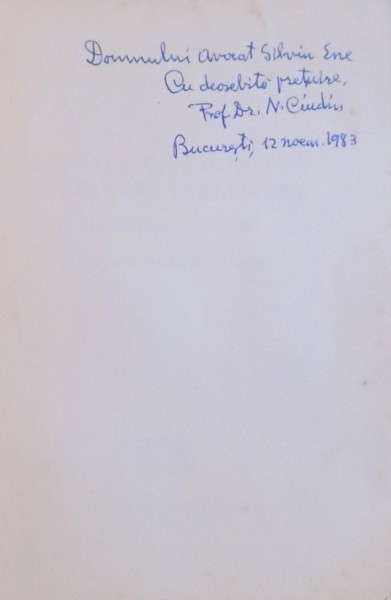 Domnului Avocat Silviu Ene
Cu deosebită prețuire,
Prof. Dr. N. Ciudin
București, 12 noem. 1983